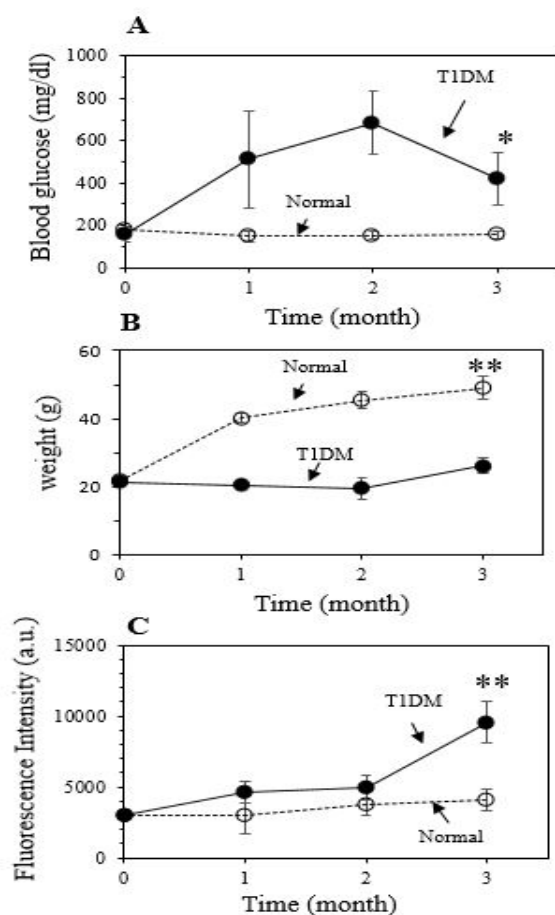 A
Blood glucose (mg/dl)
1000
800
600
400
200
0
T1DM
*
Normal
0 1 2 3
Time (month)
B
weight (g)
60
40
20
0
Normal
**
T1DM
0 1 2 3
Time (month)
C
Fluorescence Intensity (a.u.)
15000
10000
5000
0
**
T1DM
Normal
0 1 2 3
Time (month)